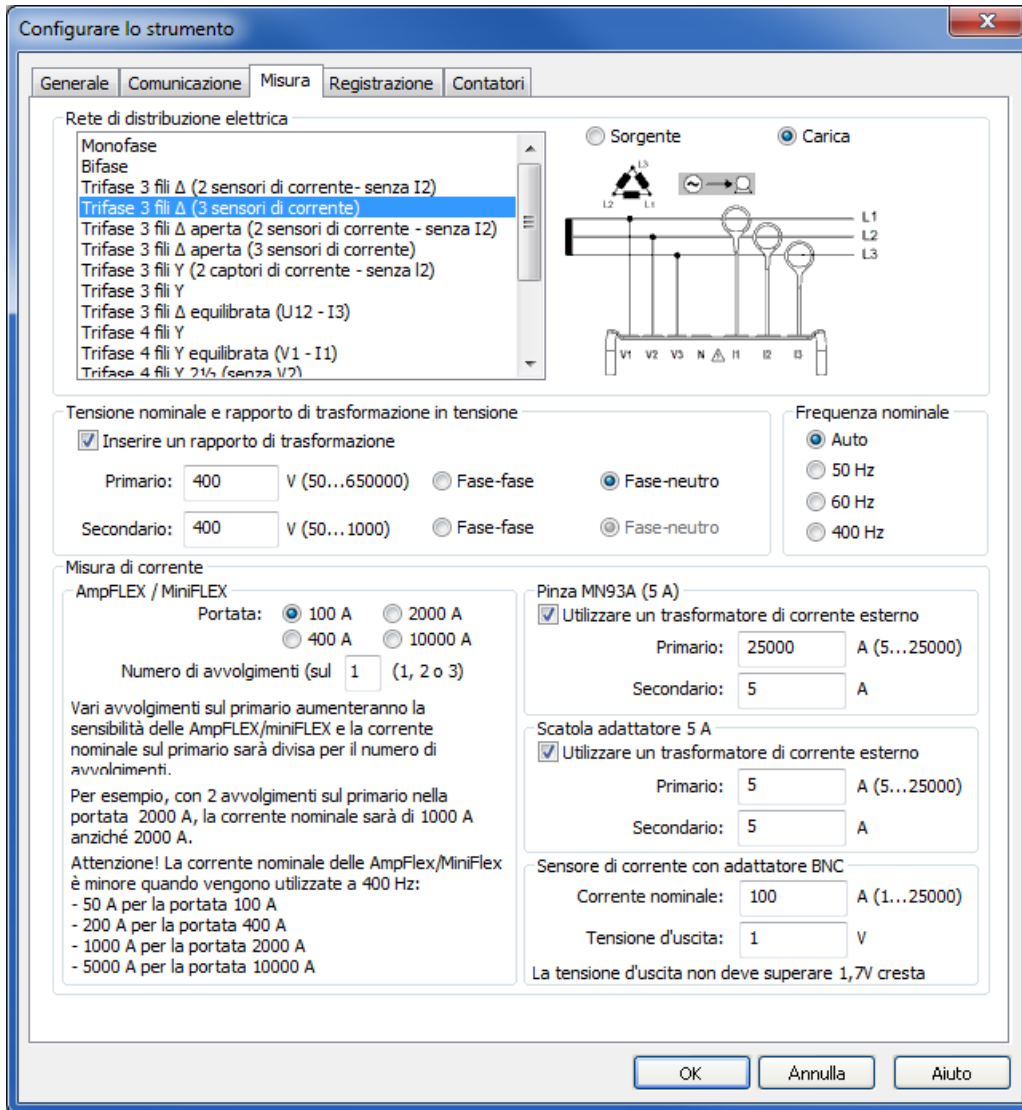 Configurare lo strumento
Generale Comunicazione Misura Registrazione Contatori
Rete di distribuzione elettrica
Monofase
Bifase
Trifase 3 fili Δ (2 sensori di corrente- senza I2)
Trifase 3 fili Δ (3 sensori di corrente)
Trifase 3 fili Δ aperta (2 sensori di corrente - senza I2)
Trifase 3 fili Δ aperta (3 sensori di corrente)
Trifase 3 fili Y (2 captori di corrente - senza l2)
Trifase 3 fili Y
Trifase 3 fili Δ equilibrata (U12 - I3)
Trifase 4 fili Y
Trifase 4 fili Y equilibrata (V1 - I1)
Trifase 4 fili Y 2½ (senza V2)
Sorgente Carica
L3
L2 L1
L1
L2
L3
V1 V2 V3 N I1 I2 I3
Tensione nominale e rapporto di trasformazione in tensione
Inserire un rapporto di trasformazione
Primario: 400 V (50...650000) Fase-fase Fase-neutro
Secondario: 400 V (50...1000) Fase-fase Fase-neutro
Frequenza nominale
Auto
50 Hz
60 Hz
400 Hz
Misura di corrente
AmpFLEX / MiniFLEX
Portata: 100 A 2000 A
400 A 10000 A
Numero di avvolgimenti (sul 1 (1, 2 o 3)
Vari avvolgimenti sul primario aumenteranno la
sensibilità delle AmpFLEX/miniFLEX e la corrente
nominale sul primario sarà divisa per il numero di
avvolgimenti.
Per esempio, con 2 avvolgimenti sul primario nella
portata 2000 A, la corrente nominale sarà di 1000 A
anziché 2000 A.
Attenzione! La corrente nominale delle AmpFlex/MiniFlex
è minore quando vengono utilizzate a 400 Hz:
- 50 A per la portata 100 A
- 200 A per la portata 400 A
- 1000 A per la portata 2000 A
- 5000 A per la portata 10000 A
Pinza MN93A (5 A)
Utilizzare un trasformatore di corrente esterno
Primario: 25000 A (5...25000)
Secondario: 5 A
Scatola adattatore 5 A
Utilizzare un trasformatore di corrente esterno
Primario: 5 A (5...25000)
Secondario: 5 A
Sensore di corrente con adattatore BNC
Corrente nominale: 100 A (1...25000)
Tensione d'uscita: 1 V
La tensione d'uscita non deve superare 1,7V cresta
OK Annulla Aiuto